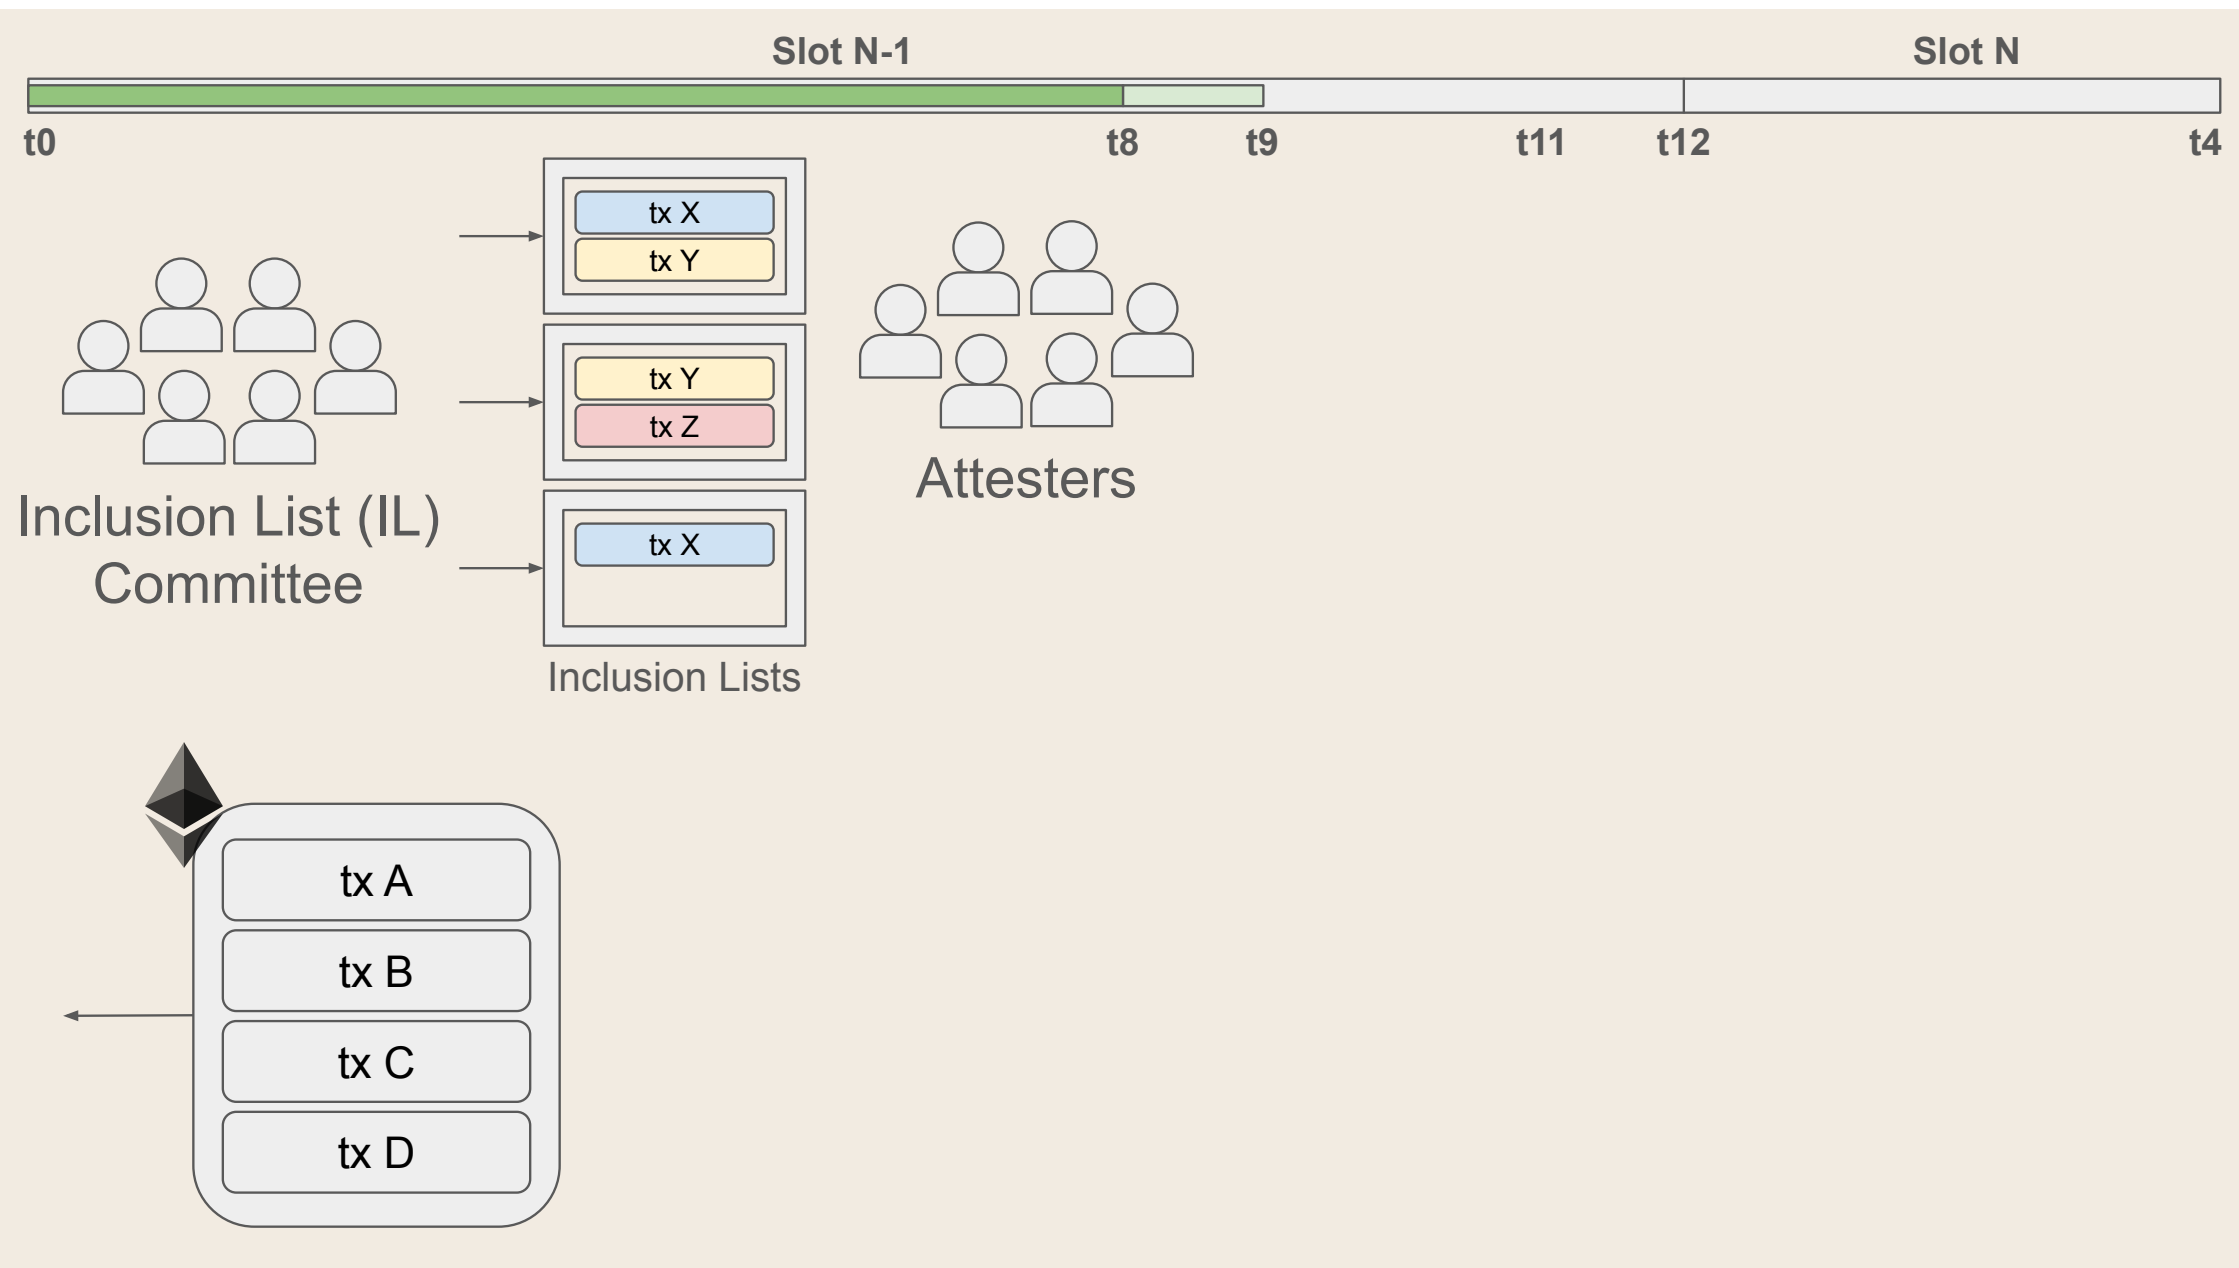 Slot N-1
Slot N
t0
t8
t9
t11
t12
t4
tx X
tx Y
tx Y
tx Z
tx X
Inclusion Lists
Inclusion List (IL)
Committee
Attesters
tx A
tx B
tx C
tx D